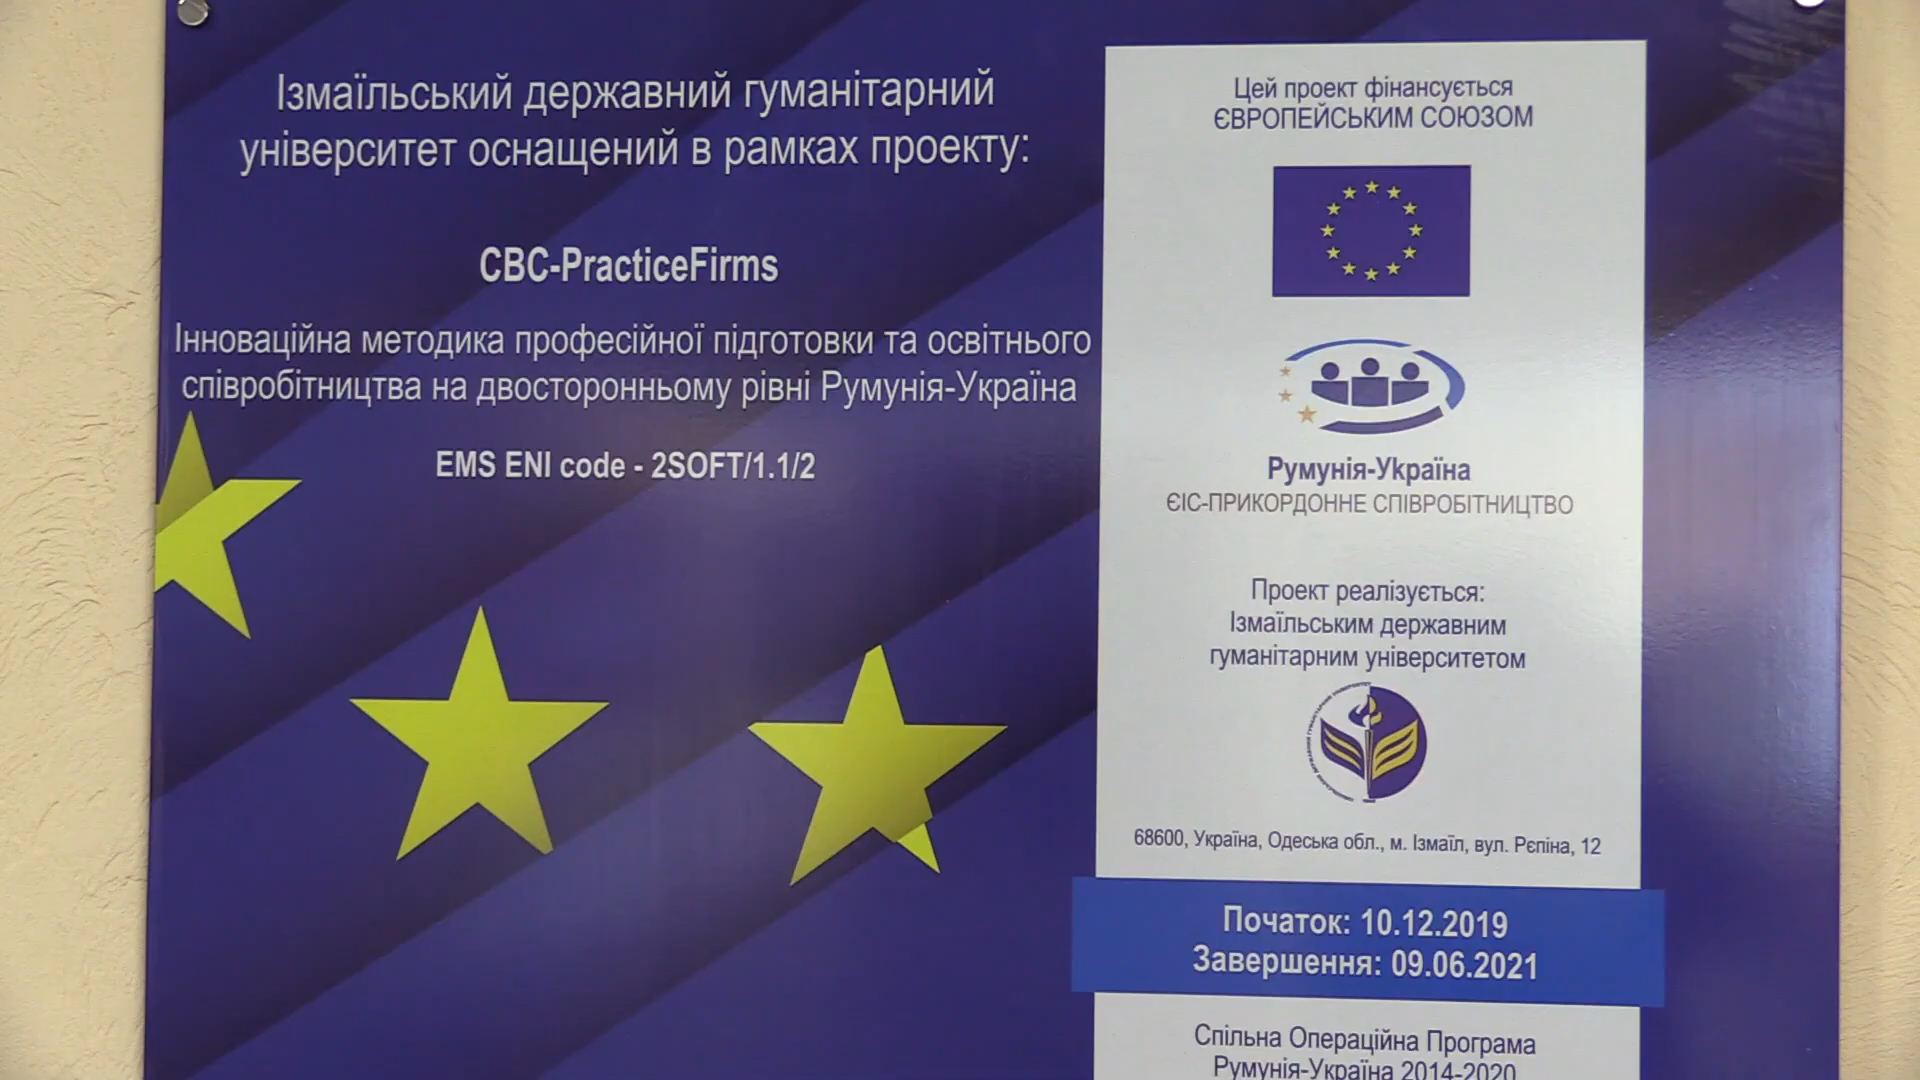 Ізмаїльський державний гуманітарний
університет оснащений в рамках проекту:
CBC-PracticeFirms
Інноваційна методика професійної підготовки та освітнього
співробітництва на двосторонньому рівні Румунія-Україна
EMS ENI code - 2SOFT/1.1/2
Цей проект фінансується
ЄВРОПЕЙСЬКИМ СОЮЗОМ
Румунія-Україна
ЄІС-ПРИКОРДОННЕ СПІВРОБІТНИЦТВО
Проект реалізується:
Ізмаїльським державним
гуманітарним університетом
68600, Україна, Одеська обл., м. Ізмаїл, вул. Рєпіна, 12
Початок: 10.12.2019
Завершення: 09.06.2021
Спільна Операційна Програма
Румунія-Україна 2014-2020